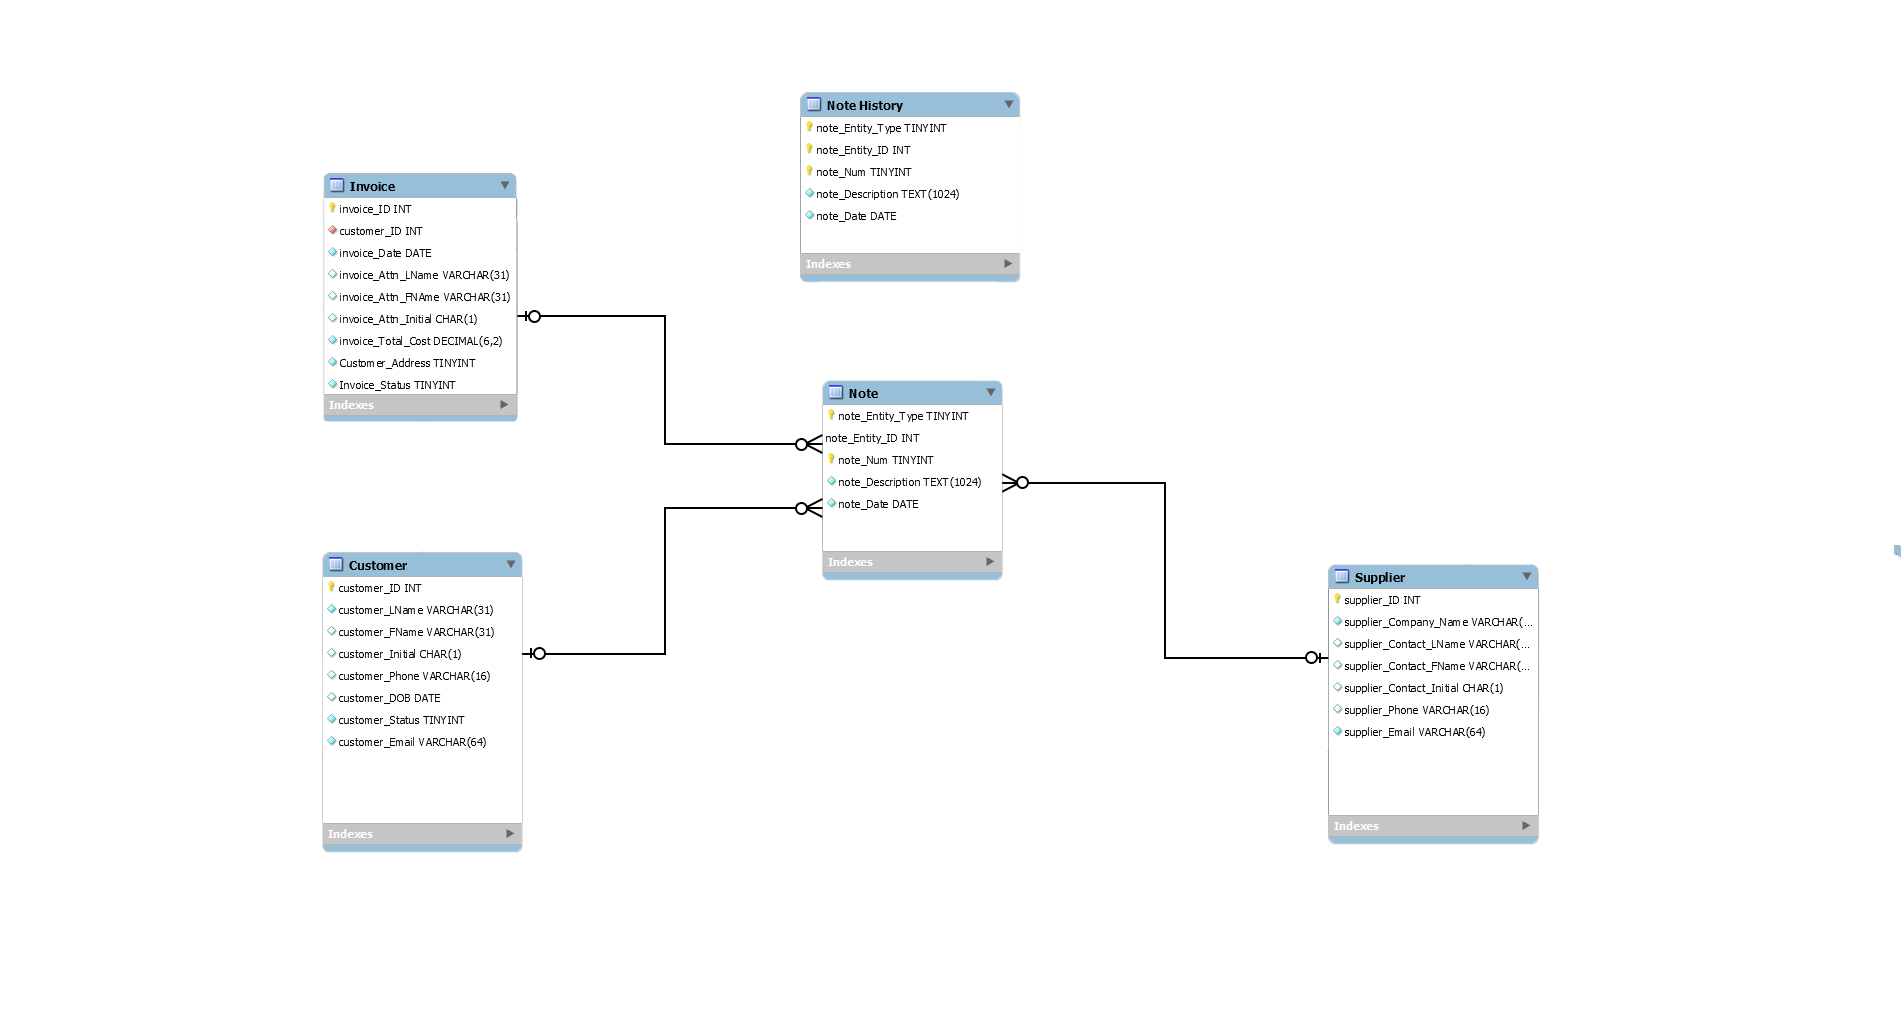 Note History
note_Entity_Type TINYINT
note_Entity_ID INT
note_Num TINYINT
note_Description TEXT(1024)
note_Date DATE
Indexes
Invoice
invoice_ID INT
customer_ID INT
invoice_Date DATE
invoice_Attn_LName VARCHAR(31)
invoice_Attn_FNAme VARCHAR(31)
invoice_Attn_Initial CHAR(1)
invoice_Total_Cost DECIMAL(6,2)
Customer_Address TINYINT
Invoice_Status TINYINT
Indexes
Note
note_Entity_Type TINYINT
note_Entity_ID INT
note_Num TINYINT
note_Description TEXT(1024)
note_Date DATE
Indexes
Customer
customer_ID INT
customer_LName VARCHAR(31)
customer_FName VARCHAR(31)
customer_Initial CHAR(1)
customer_Phone VARCHAR(16)
customer_DOB DATE
customer_Status TINYINT
customer_Email VARCHAR(64)
Indexes
Supplier
supplier_ID INT
supplier_Company_Name VARCHAR(...
supplier_Contact_LName VARCHAR(...
supplier_Contact_FName VARCHAR(...
supplier_Contact_Initial CHAR(1)
supplier_Phone VARCHAR(16)
supplier_Email VARCHAR(64)
Indexes